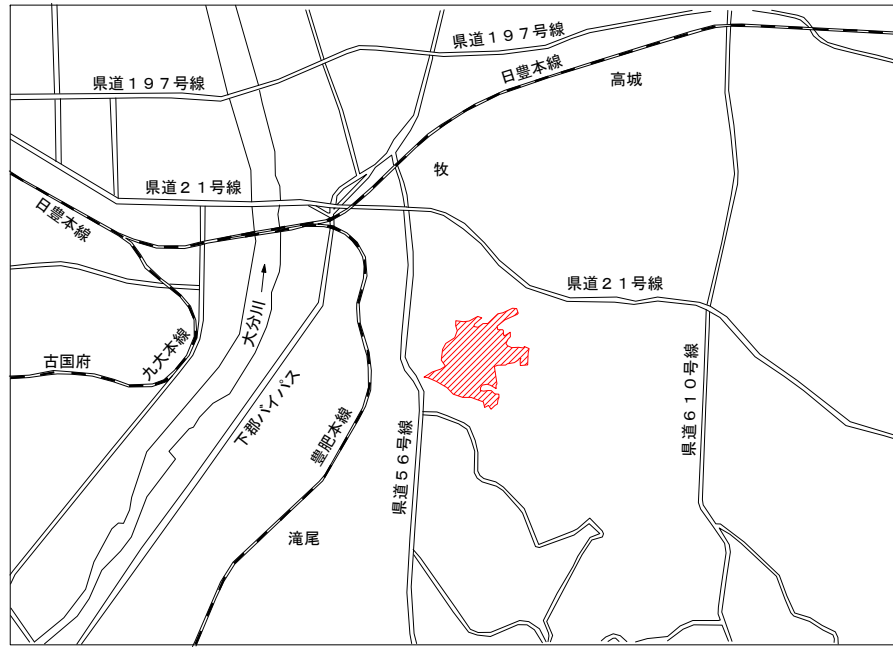 県道１９７号線
県道１９７号線
日豊本線
高城
牧
県道２１号線
日豊本線
県道２１号線
大分川
九大本線
古国府
下郡バイパス
豊肥本線
県道５６号線
県道６１０号線
滝尾